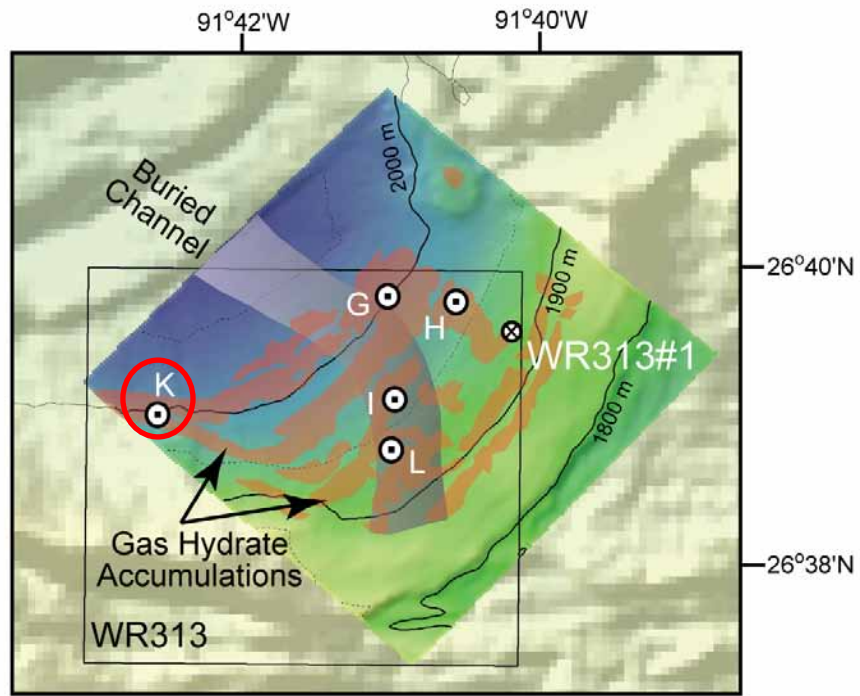 91°42'W
91°40'W
2000 m
Buried
Channel
26°40'N
1900 m
G
H
WR313#1
K
I
1800 m
L
Gas Hydrate
Accumulations
26°38'N
WR313